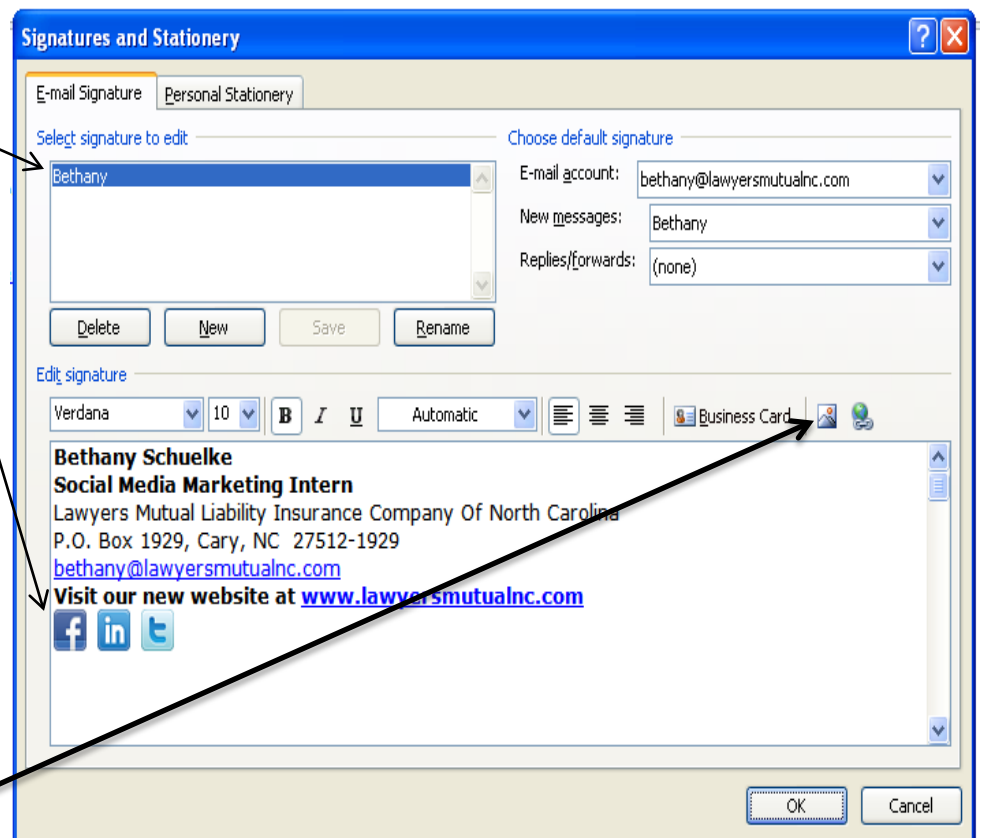 Signatures and Stationery
E-mail Signature
Personal Stationery
Select signature to edit
Choose default signature
Bethany
E-mail account:
bethany@lawyersmutualnc.com
New messages:
Bethany
Replies/forwards:
(none)
Delete
New
Save
Rename
Edit signature
Verdana
10
B
I
U
Automatic
Business Card
Bethany Schuelke
Social Media Marketing Intern
Lawyers Mutual Liability Insurance Company Of North Carolina
P.O. Box 1929, Cary, NC  27512-1929
bethany@lawyersmutualnc.com
Visit our new website at www.lawyersmutualnc.com
f in t
OK
Cancel